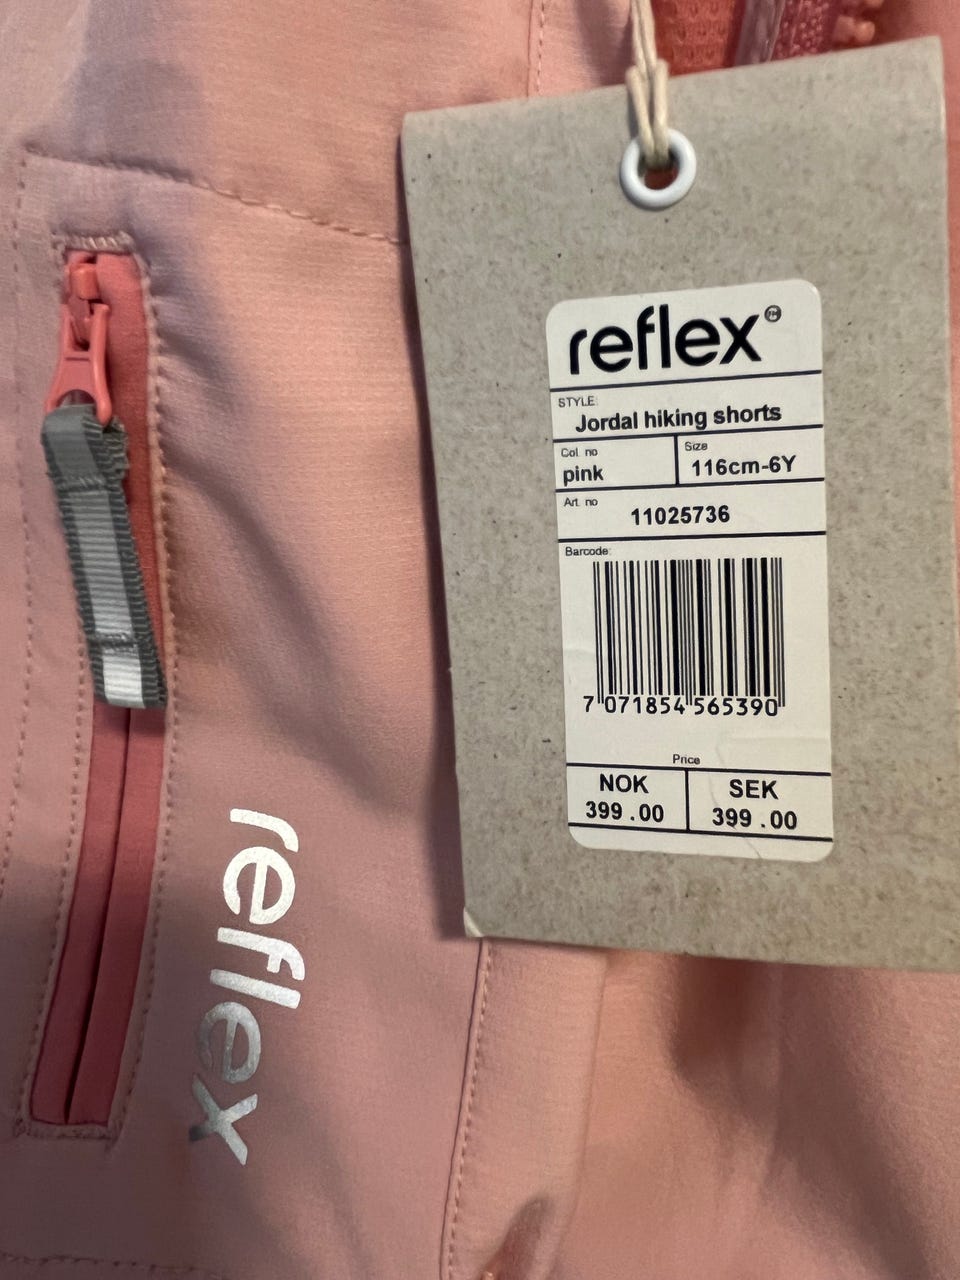 reflex®
STYLE:
Jordal hiking shorts
Col. no
pink
Size
116cm-6Y
Art. no
11025736
Barcode:
7 071854 565390
Price
NOK
399 .00
SEK
399 .00
reflex